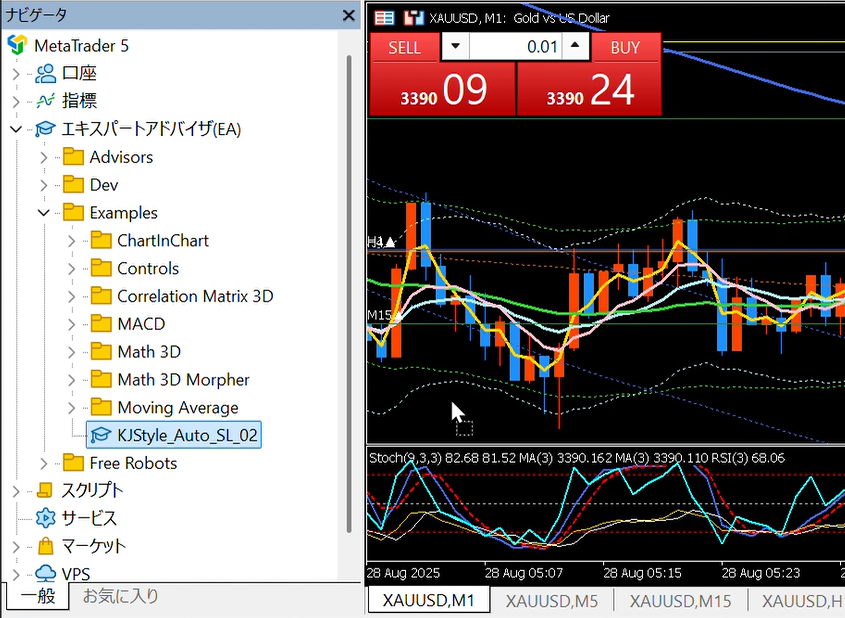 ナビゲータ
MetaTrader 5
口座
指標
エキスパートアドバイザ(EA)
Advisors
Dev
Examples
ChartInChart
Controls
Correlation Matrix 3D
MACD
Math 3D
Math 3D Morpher
Moving Average
KJStyle_Auto_SL_02
Free Robots
スクリプト
サービス
マーケット
VPS
一般 お気に入り
XAUUSD, M1: Gold vs US Dollar
SELL 0.01 BUY
3390 09 3390 24
H4
M15
Stoch(9,3,3) 82.68 81.52 MA(3) 3390.162 MA(3) 3390.110 RSI(3) 68.06
28 Aug 2025 28 Aug 05:07 28 Aug 05:15 28 Aug 05:23
XAUUSD,M1 XAUUSD,M5 XAUUSD,M15